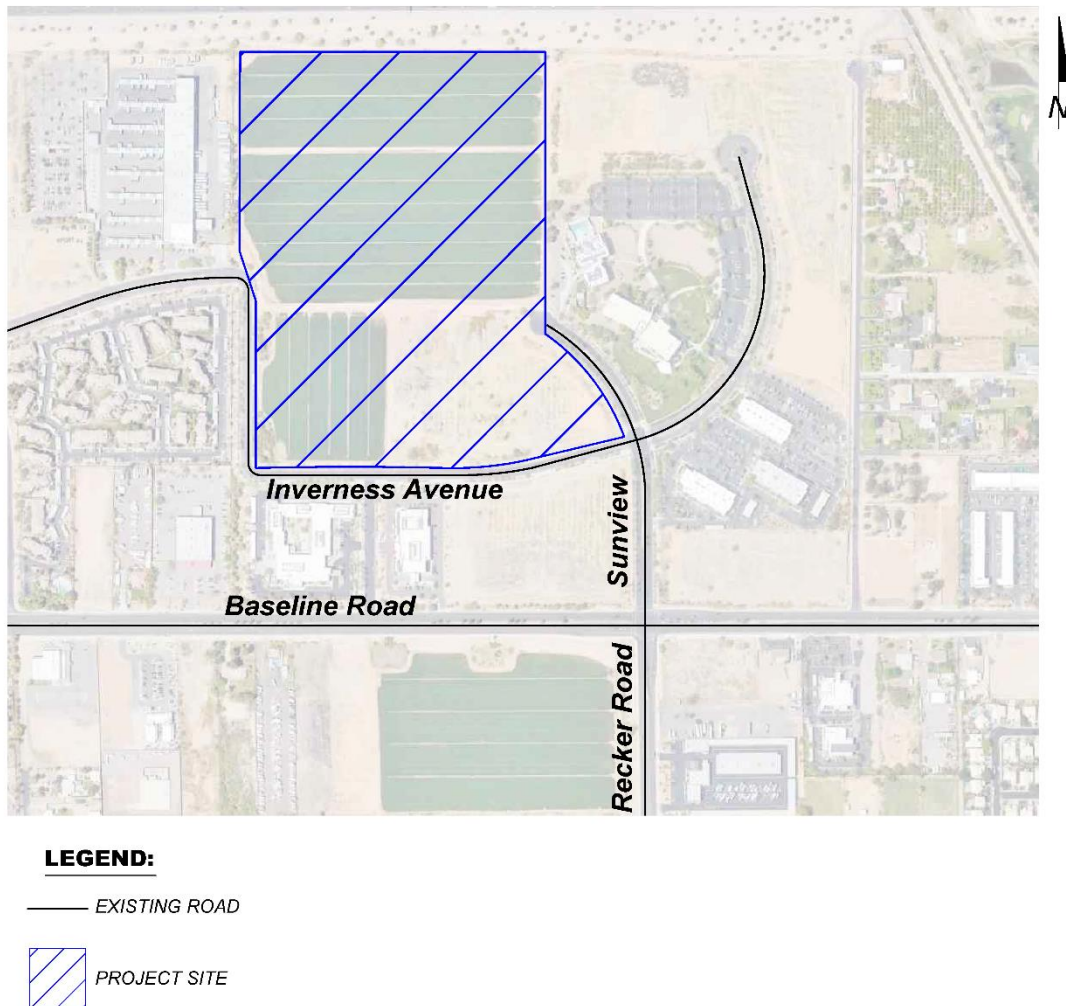 N
Inverness Avenue
Sunview
Baseline Road
Recker Road
LEGEND:
EXISTING ROAD
PROJECT SITE